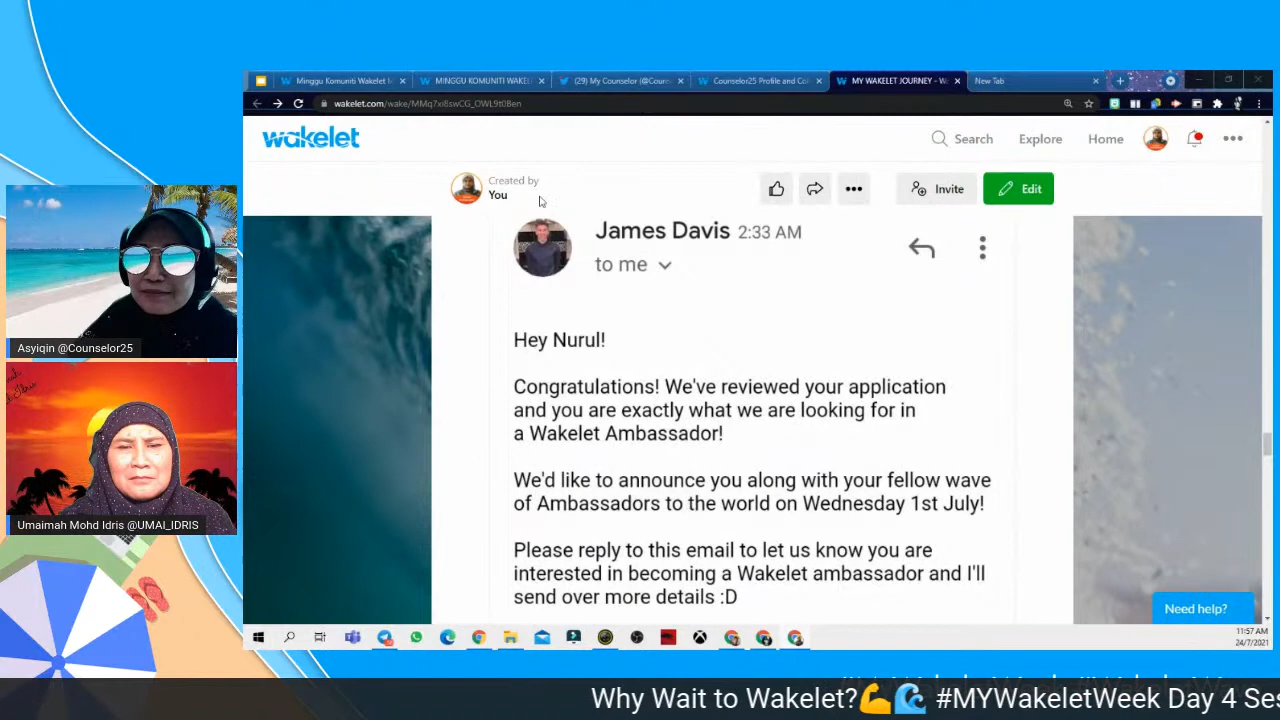 Minggu Komuniti Wakelet
MINGGU KOMUNITI WAKEL
(29) My Counselor (@Coun
Counselor25 Profile and Co
MY WAKELET JOURNEY - W
New Tab
wakelet
Search
Explore
Home
Created by
You
Invite
Edit
James Davis 2:33 AM
to me
Hey Nurul!
Congratulations! We've reviewed your application
and you are exactly what we are looking for in
a Wakelet Ambassador!
We'd like to announce you along with your fellow wave
of Ambassadors to the world on Wednesday 1st July!
Please reply to this email to let us know you are
interested in becoming a Wakelet ambassador and I'll
send over more details :D
Need help?
11:57 AM
24/7/2021
Asyiqin @Counselor25
Umaimah Mohd Idris @UMAI_IDRIS
Why Wait to Wakelet?💪🌊 #MYWakeletWeek Day 4 Ses